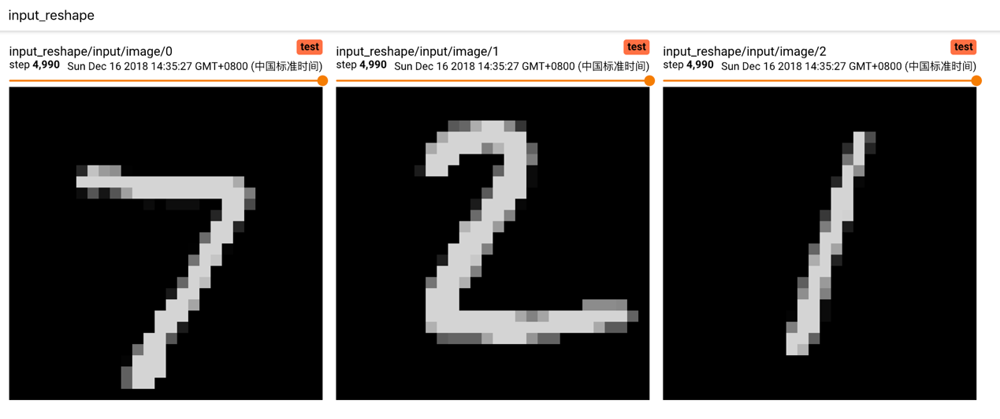 input_reshape
input_reshape/input/image/0 test
step 4,990 Sun Dec 16 2018 14:35:27 GMT+0800 (中国标准时间)
input_reshape/input/image/1 test
step 4,990 Sun Dec 16 2018 14:35:27 GMT+0800 (中国标准时间)
input_reshape/input/image/2 test
step 4,990 Sun Dec 16 2018 14:35:27 GMT+0800 (中国标准时间)
7
2
1